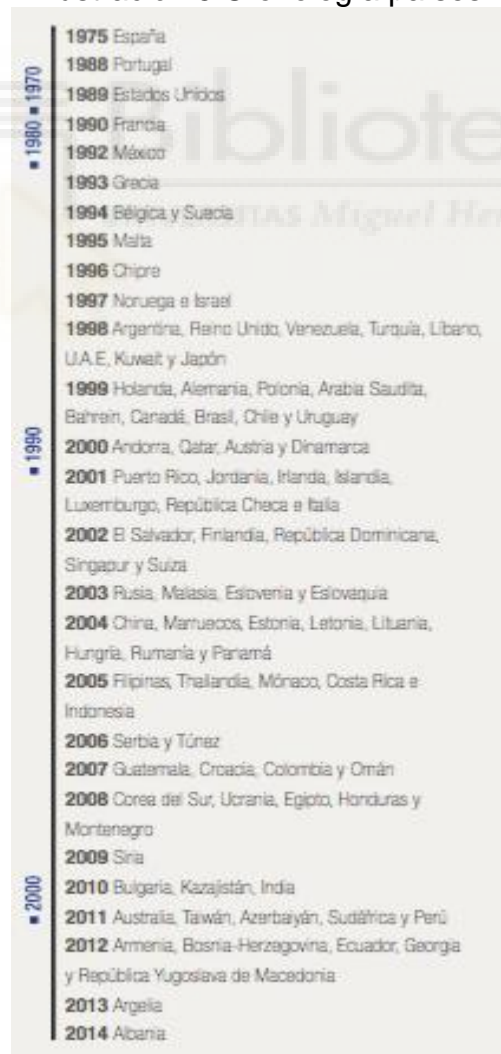 1975 España
1988 Portugal
1989 Estados Unidos
1990 Francia
1992 México
1993 Grecia
1994 Bélgica y Suecia
1995 Malta
1996 Chipre
1997 Noruega e Israel
1998 Argentina, Reino Unido, Venezuela, Turquía, Líbano,
U.A.E, Kuwait y Japón
1999 Holanda, Alemania, Polonia, Arabia Saudita,
Bahrein, Canadá, Brasil, Chile y Uruguay
2000 Andorra, Qatar, Austria y Dinamarca
2001 Puerto Rico, Jordania, Irlanda, Islandia,
Luxemburgo, República Checa e Italia
2002 El Salvador, Finlandia, República Dominicana,
Singapur y Suiza
2003 Rusia, Malasia, Eslovenia y Eslovaquia
2004 China, Marruecos, Estonia, Letonia, Lituania,
Hungría, Rumanía y Panamá
2005 Filipinas, Thailandia, Mónaco, Costa Rica e
Indonesia
2006 Serbia y Túnez
2007 Guatemala, Croacia, Colombia y Omán
2008 Corea del Sur, Ucrania, Egipto, Honduras y
Montenegro
2009 Siria
2010 Bulgaria, Kazajistán, India
2011 Australia, Taiwán, Azerbaiyán, Sudáfrica y Perú
2012 Armenia, Bosnia-Herzegovina, Ecuador, Georgia
y República Yugoslava de Macedonia
2013 Argelia
2014 Albania
■ 1980 ■ 1970
■ 1990
■ 2000
Miguel